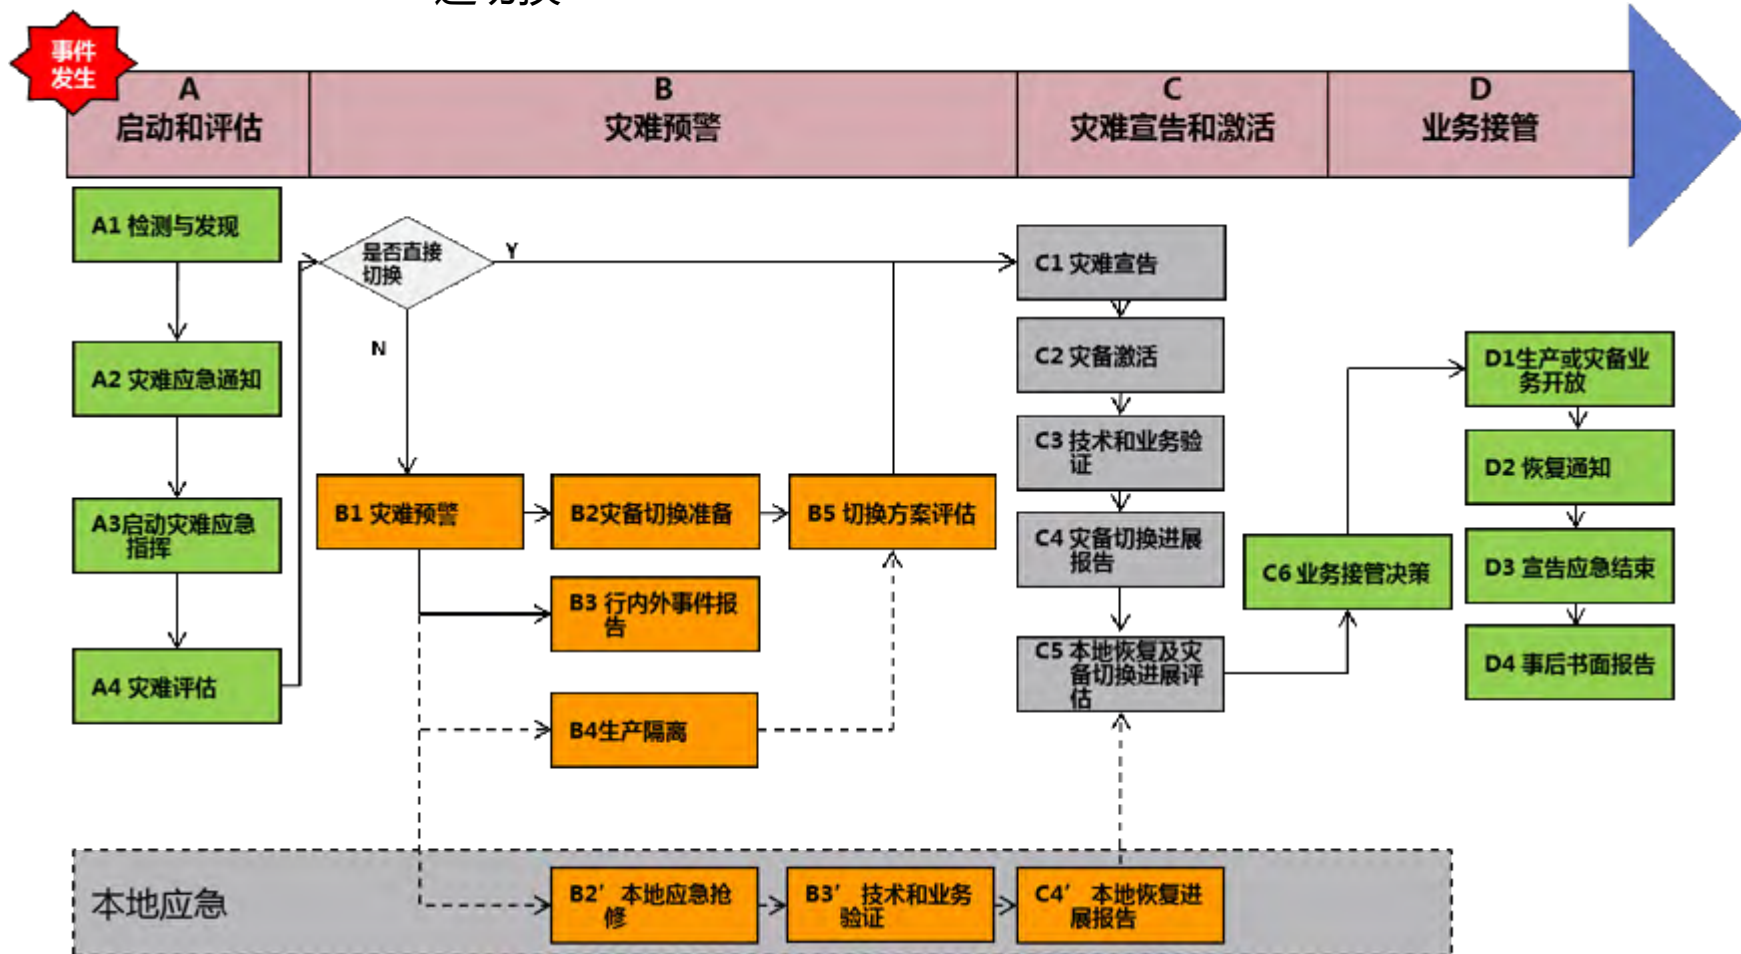 事件
发生
A
启动和评估
B
灾难预警
C
灾难宣告和激活
D
业务接管
A1 检测与发现
A2 灾难应急通知
A3启动灾难应急
指挥
A4 灾难评估
是否直接
切换
Y
N
B1 灾难预警
B2灾备切换准备
B5 切换方案评估
B3 行内外事件报
告
B4生产隔离
C1 灾难宣告
C2 灾备激活
C3 技术和业务验
证
C4 灾备切换进展
报告
C5 本地恢复及灾
备切换进展评
估
C6 业务接管决策
D1生产或灾备业
务开放
D2 恢复通知
D3 宣告应急结束
D4 事后书面报告
本地应急
B2’ 本地应急抢
修
B3’ 技术和业务
验证
C4’ 本地恢复进
展报告